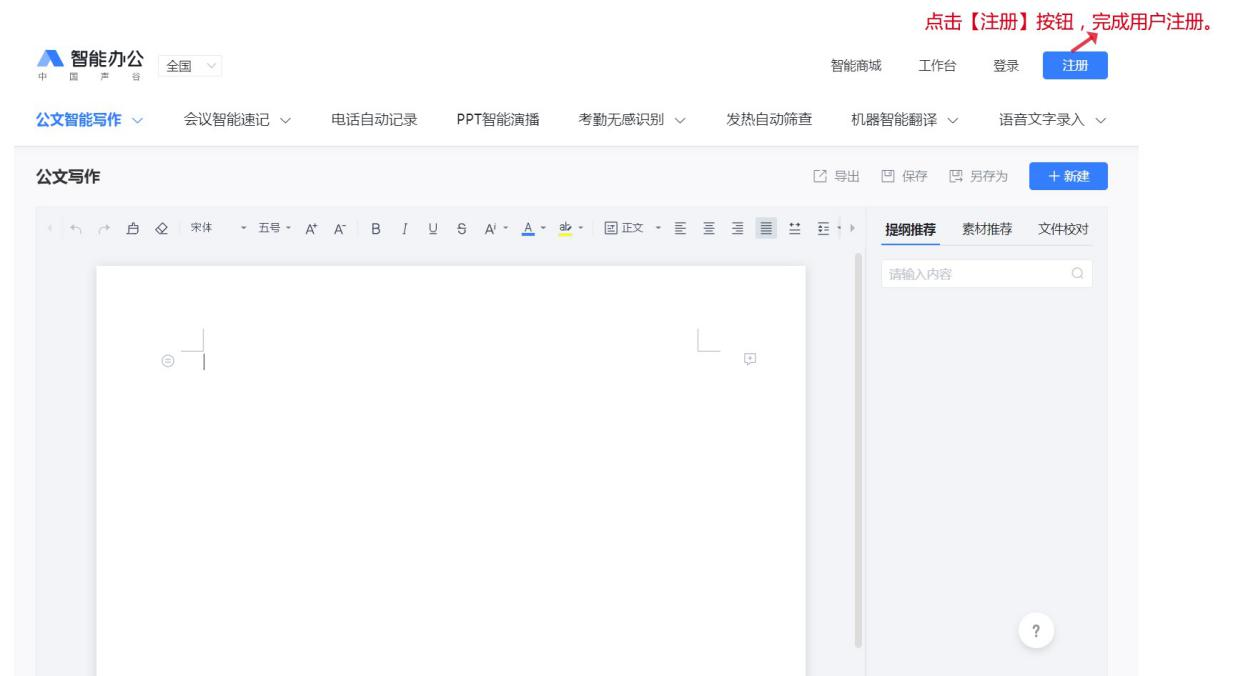 点击【注册】按钮，完成用户注册。
智能办公
中国声谷
全国
智能商城 工作台 登录 注册
公文智能写作 会议智能速记 电话自动记录 PPT智能演播 考勤无感识别 发热自动筛查 机器智能翻译 语音文字录入
公文写作
导出 保存 另存为 + 新建
宋体 五号 A+ A- B I U S A A ab 正文
提纲推荐 素材推荐 文件校对
请输入内容
?